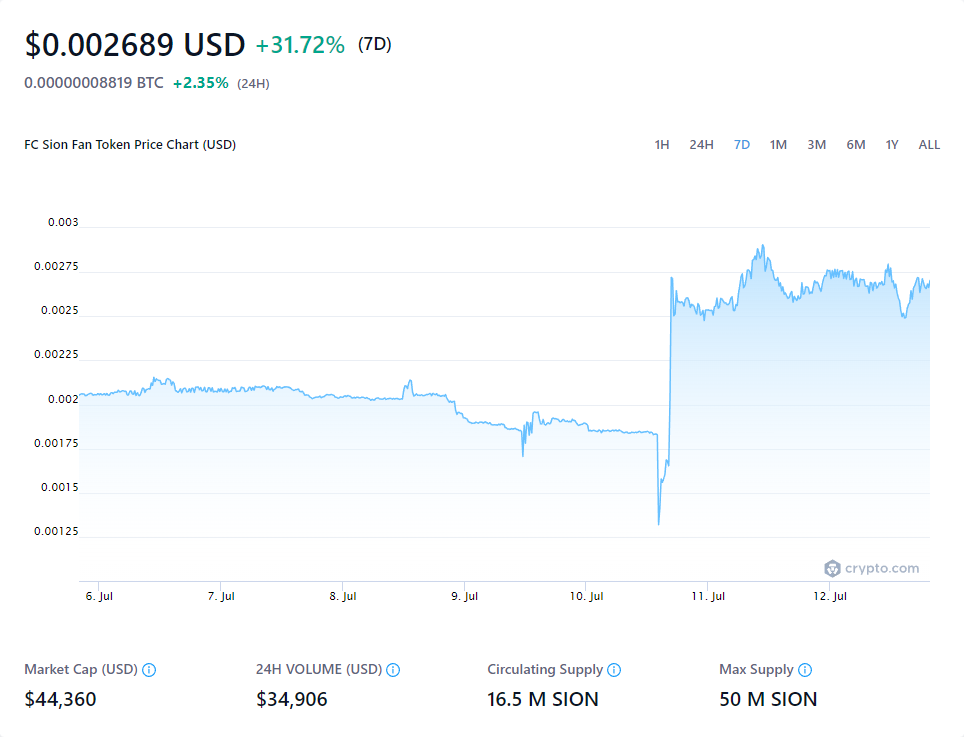 $0.002689 USD +31.72% (7D)
0.00000008819 BTC +2.35% (24H)
FC Sion Fan Token Price Chart (USD) 1H 24H 7D 1M 3M 6M 1Y ALL
0.003
0.00275
0.0025
0.00225
0.002
0.00175
0.0015
0.00125
crypto.com
6. Jul 7. Jul 8. Jul 9. Jul 10. Jul 11. Jul 12. Jul
Market Cap (USD) 24H VOLUME (USD) Circulating Supply Max Supply
$44,360 $34,906 16.5 M SION 50 M SION